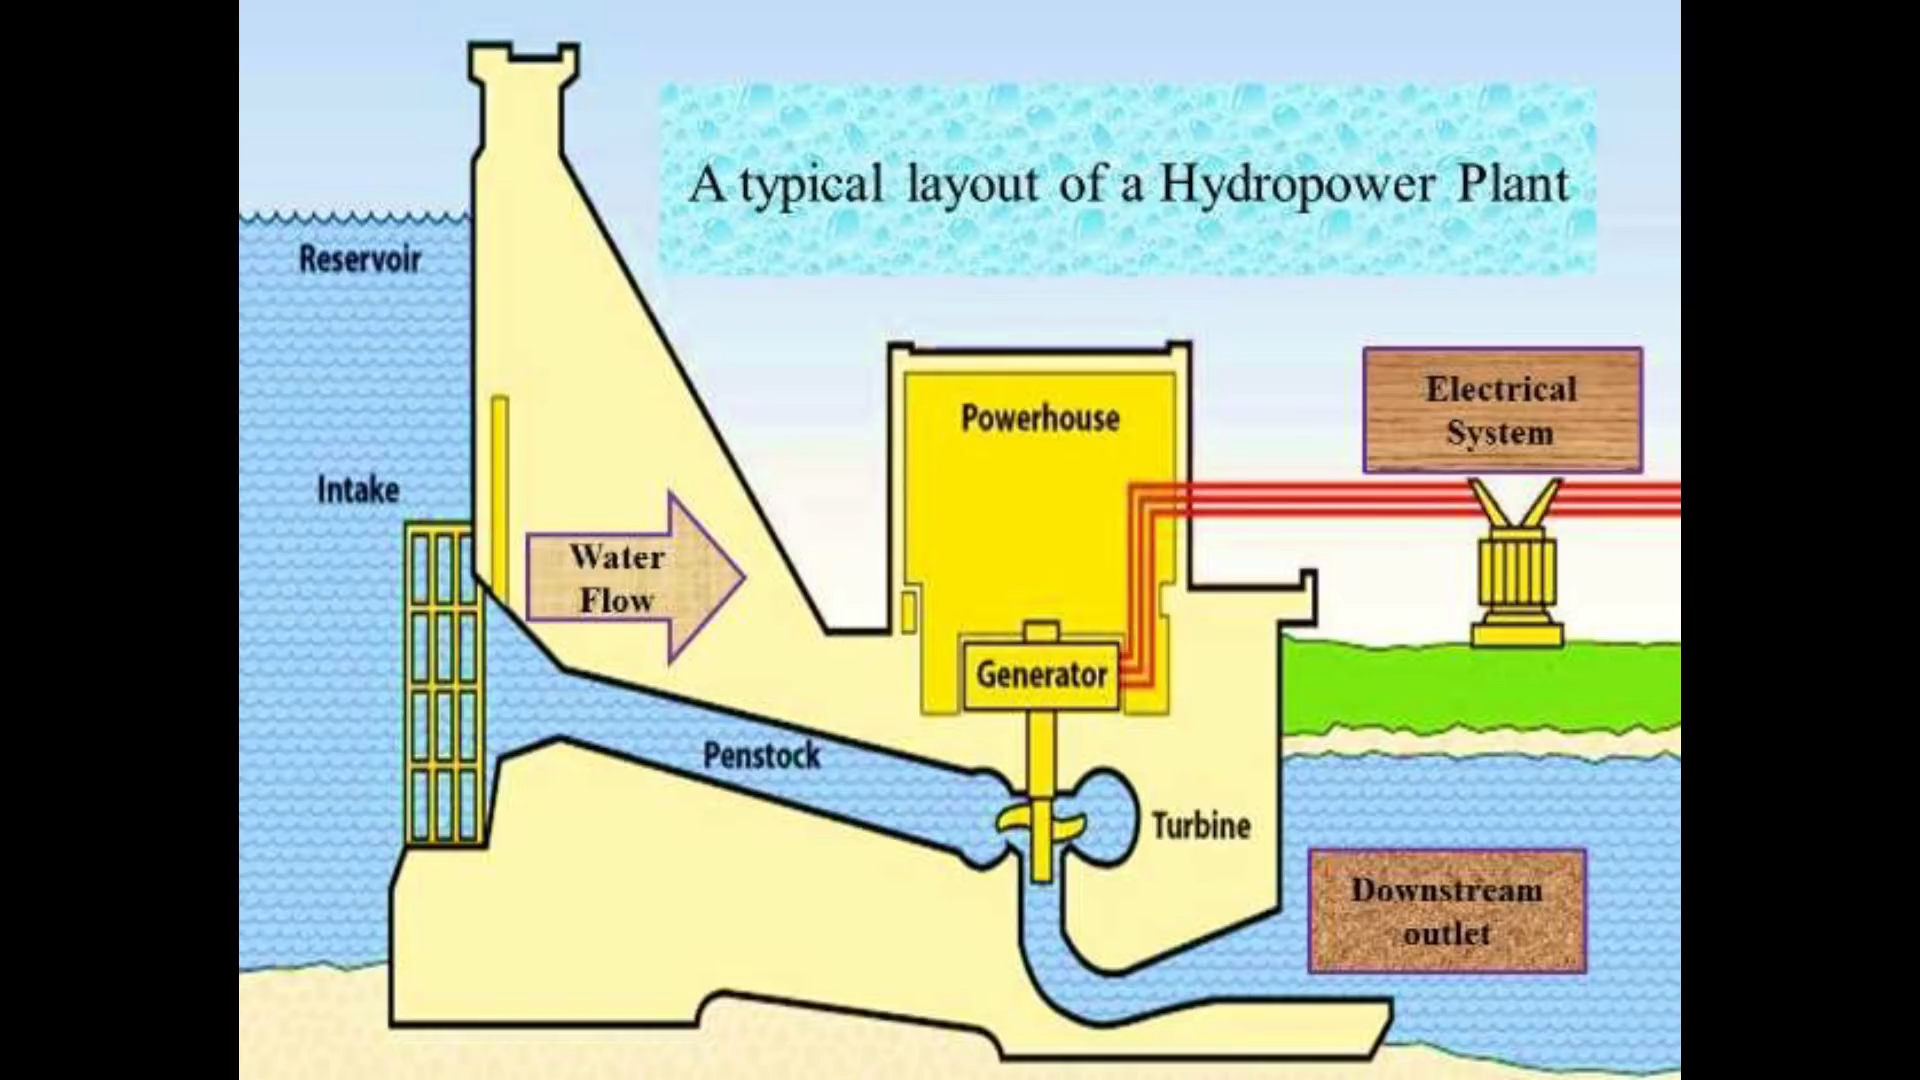 A typical layout of a Hydropower Plant
Reservoir
Electrical
System
Powerhouse
Intake
Water
Flow
Generator
Penstock
Turbine
Downstream
outlet